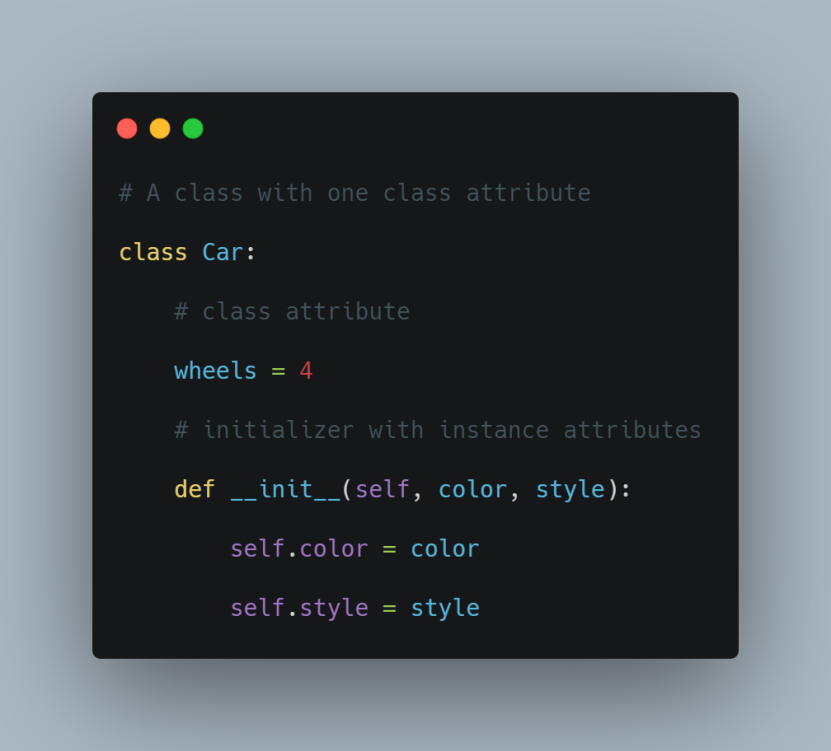 # A class with one class attribute
class Car:
    # class attribute
    wheels = 4
    # initializer with instance attributes
    def __init__(self, color, style):
        self.color = color
        self.style = style